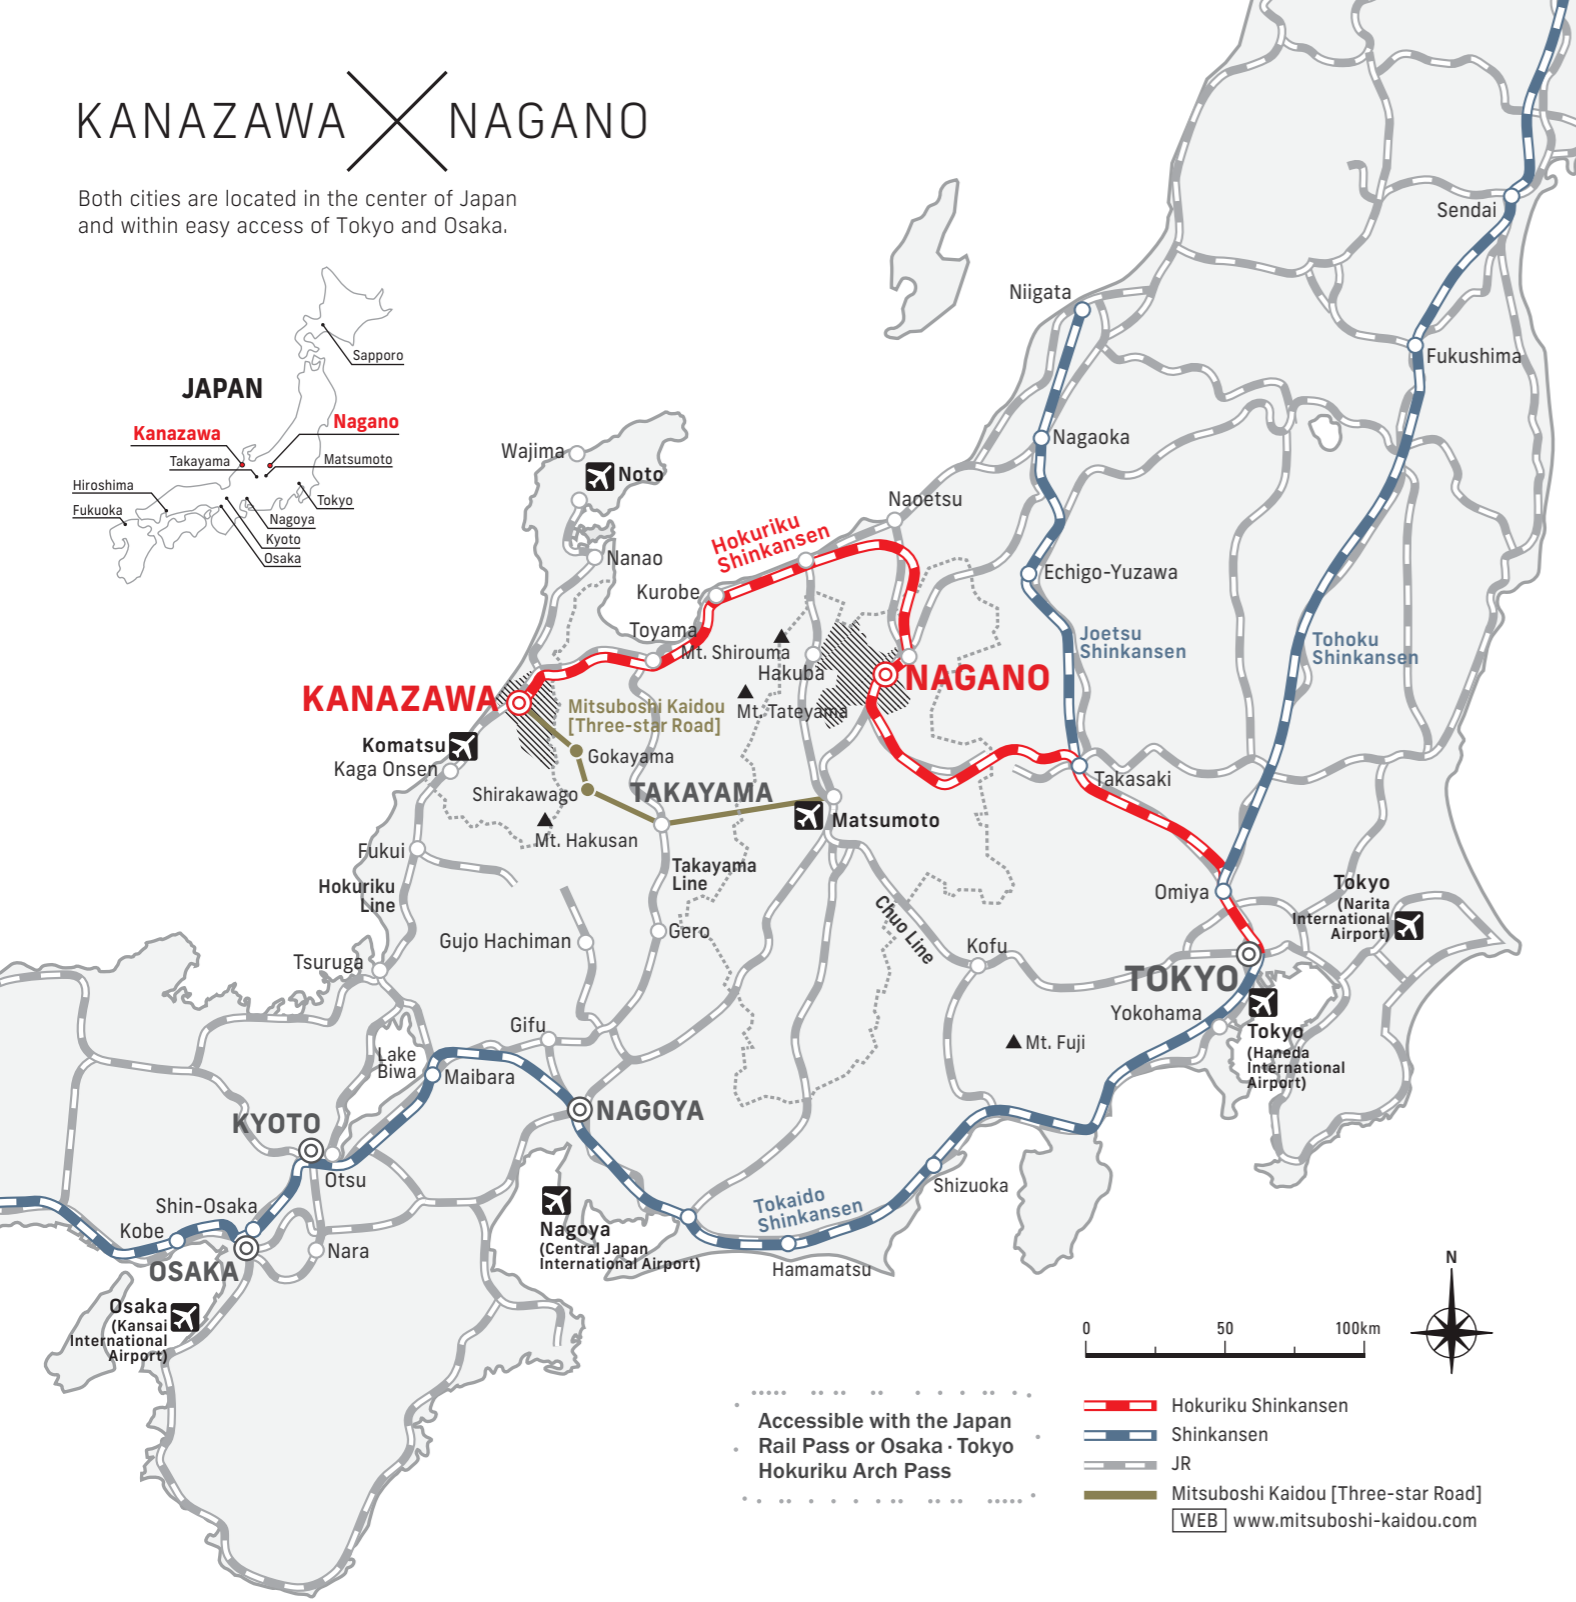 KANAZAWA NAGANO
Both cities are located in the center of Japan
and within easy access of Tokyo and Osaka.
Sapporo
JAPAN
Kanazawa
Nagano
Takayama
Matsumoto
Hiroshima
Fukuoka
Tokyo
Nagoya
Kyoto
Osaka
Sendai
Niigata
Fukushima
Nagaoka
Wajima
Noto
Naoetsu
Hokuriku
Shinkansen
Nanao
Kurobe
Echigo-Yuzawa
Toyama
Mt. Shirouma
Hakuba
Joetsu
Shinkansen
Tohoku
Shinkansen
KANAZAWA
NAGANO
Mitsuboshi Kaidou
[Three-star Road]
Mt. Tateyama
Komatsu
Kaga Onsen
Gokayama
Shirakawago
TAKAYAMA
Takasaki
Mt. Hakusan
Matsumoto
Fukui
Takayama
Line
Hokuriku
Line
Omiya
Tokyo
(Narita
International
Airport)
Chuo Line
Gujo Hachiman
Gero
Kofu
Tsuruga
TOKYO
Yokohama
Gifu
Mt. Fuji
Tokyo
(Haneda
International
Airport)
Lake
Biwa
Maibara
KYOTO
NAGOYA
Otsu
Shizuoka
Shin-Osaka
Kobe
Tokaido
Shinkansen
Nagoya
(Central Japan
International Airport)
Nara
OSAKA
Hamamatsu
Osaka
(Kansai
International
Airport)
N
0 50 100km
Accessible with the Japan
Rail Pass or Osaka · Tokyo
Hokuriku Arch Pass
Hokuriku Shinkansen
Shinkansen
JR
Mitsuboshi Kaidou [Three-star Road]
WEB www.mitsuboshi-kaidou.com